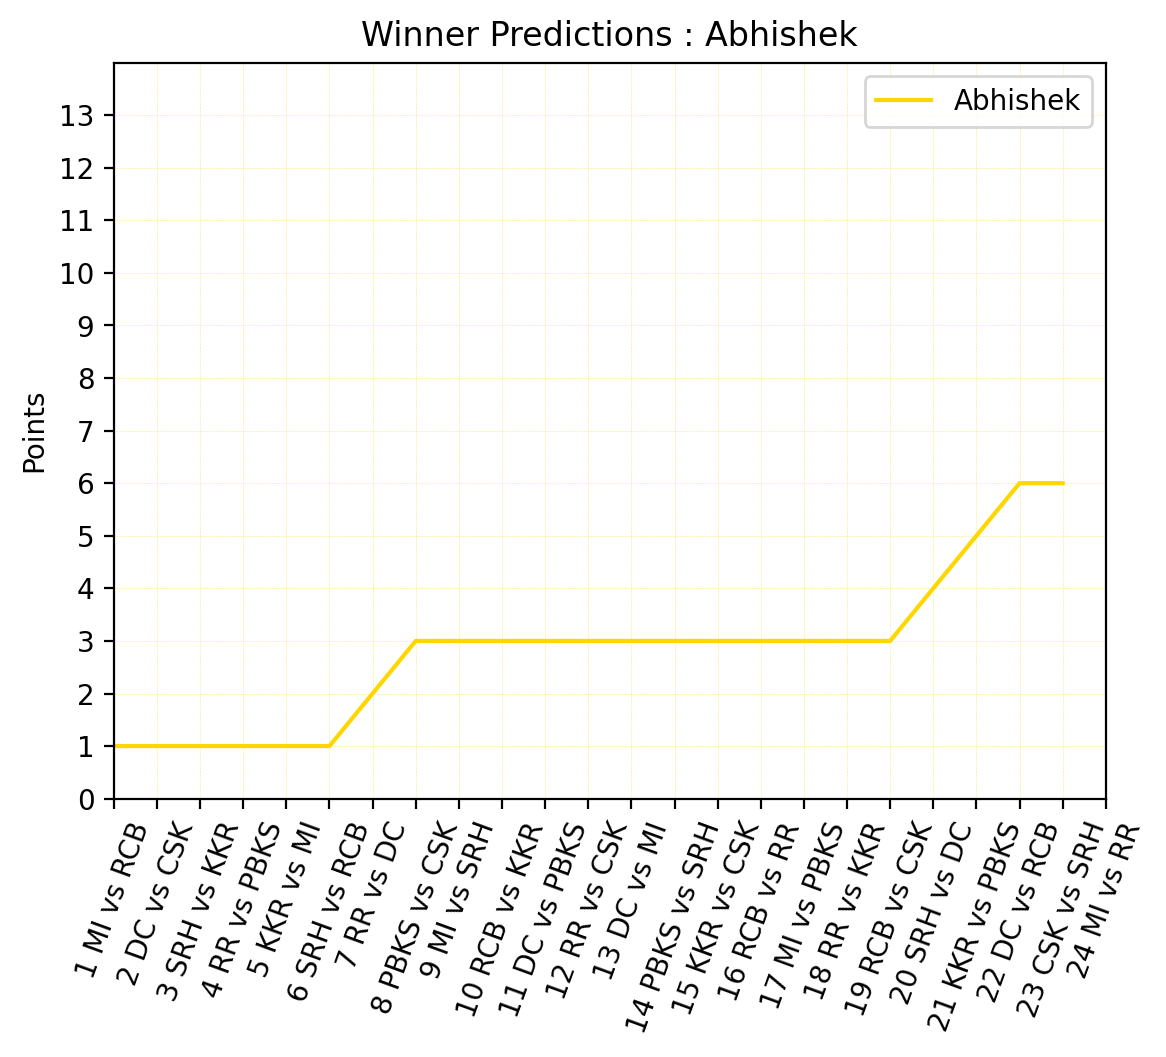 Winner Predictions : Abhishek
Abhishek
13
12
11
10
9
8
7
6
5
4
3
2
1
0
Points
1 MI vs RCB
2 DC vs CSK
3 SRH vs KKR
4 RR vs PBKS
5 KKR vs MI
6 SRH vs RCB
7 RR vs DC
8 PBKS vs CSK
9 MI vs SRH
10 RCB vs KKR
11 DC vs PBKS
12 RR vs CSK
13 DC vs MI
14 PBKS vs SRH
15 KKR vs CSK
16 RCB vs RR
17 MI vs PBKS
18 RR vs KKR
19 RCB vs CSK
20 SRH vs DC
21 KKR vs PBKS
22 DC vs RCB
23 CSK vs SRH
24 MI vs RR